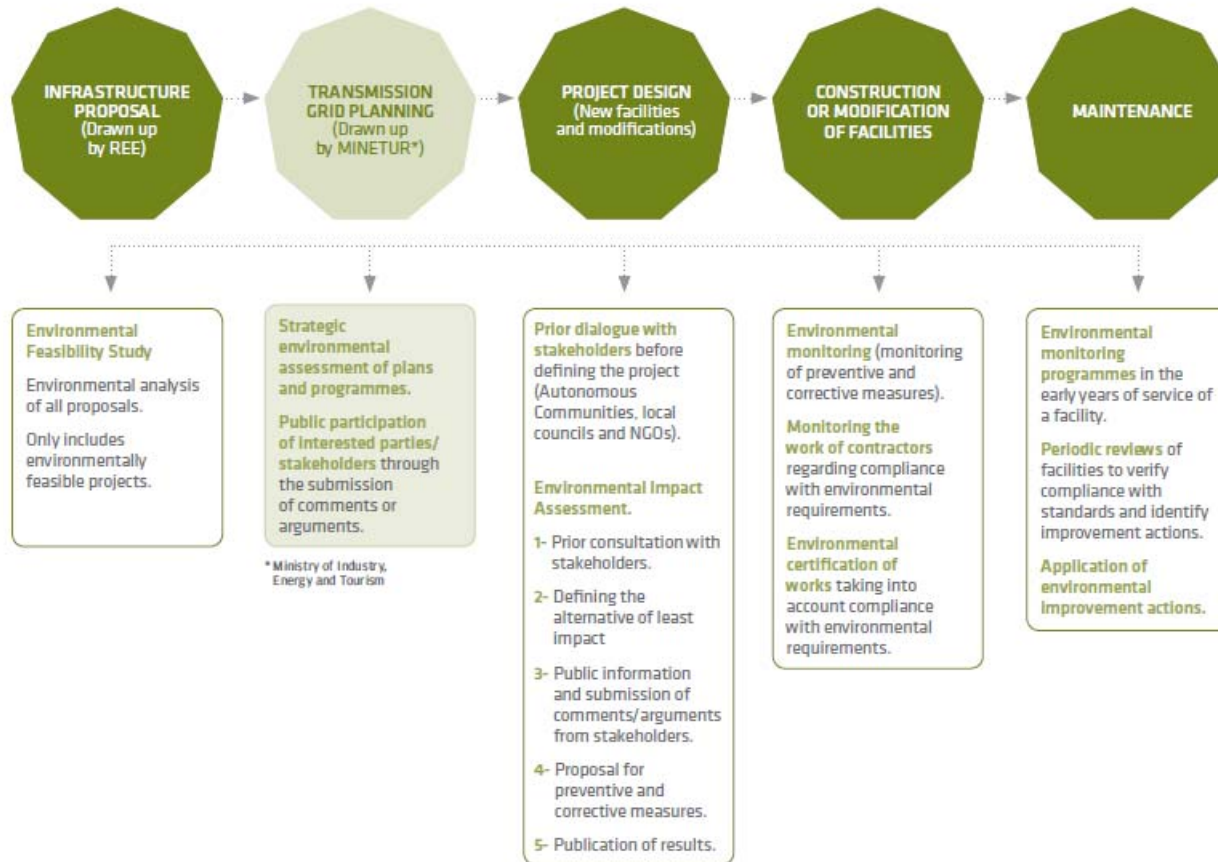 INFRASTRUCTURE
PROPOSAL
(Drawn up
by REE)
TRANSMISSION
GRID PLANNING
(Drawn up
by MINETUR*)
PROJECT DESIGN
(New facilities
and modifications)
CONSTRUCTION
OR MODIFICATION
OF FACILITIES
MAINTENANCE
Environmental
Feasibility Study
Environmental analysis
of all proposals.
Only includes
environmentally
feasible projects.
Strategic
environmental
assessment of plans
and programmes.
Public participation
of interested parties/
stakeholders through
the submission
of comments or
arguments.
* Ministry of Industry,
Energy and Tourism
Prior dialogue with
stakeholders before
defining the project
(Autonomous
Communities, local
councils and NGOs).
Environmental Impact
Assessment.
1- Prior consultation with
stakeholders.
2- Defining the
alternative of least
impact
3- Public information
and submission of
comments/arguments
from stakeholders.
4- Proposal for
preventive and
corrective measures.
5- Publication of results.
Environmental
monitoring (monitoring
of preventive and
corrective measures).
Monitoring the
work of contractors
regarding compliance
with environmental
requirements.
Environmental
certification of
works taking into
account compliance
with environmental
requirements.
Environmental
monitoring
programmes in the
early years of service of
a facility.
Periodic reviews of
facilities to verify
compliance with
standards and identify
improvement actions.
Application of
environmental
improvement actions.